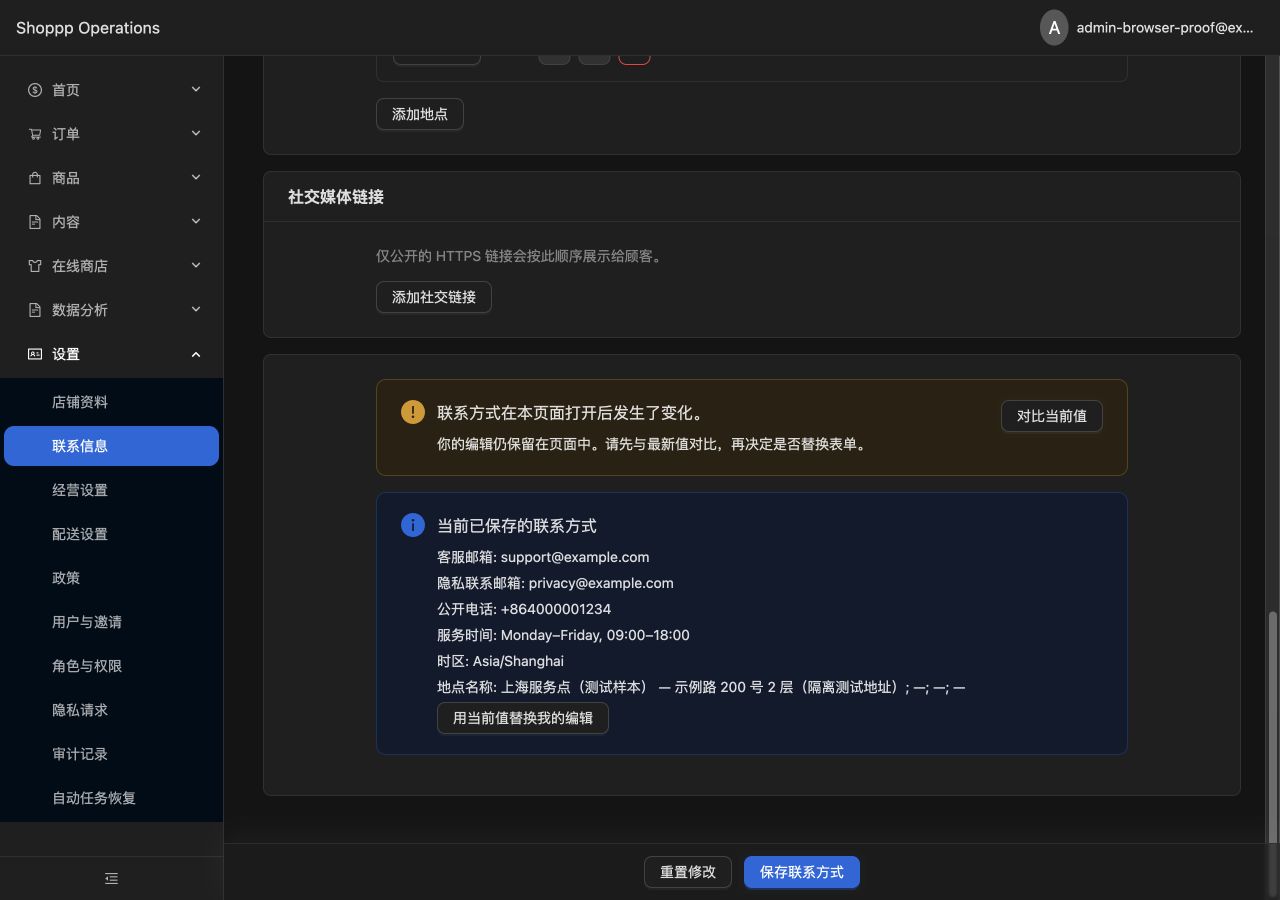 Shoppp Operations
A
admin-browser-proof@ex...
首页
订单
商品
内容
在线商店
数据分析
设置
店铺资料
联系信息
经营设置
配送设置
政策
用户与邀请
角色与权限
隐私请求
审计记录
自动任务恢复
添加地点
社交媒体链接
仅公开的 HTTPS 链接会按此顺序展示给顾客。
添加社交链接
联系方式在本页面打开后发生了变化。
你的编辑仍保留在页面中。请先与最新值对比，再决定是否替换表单。
对比当前值
当前已保存的联系方式
客服邮箱: support@example.com
隐私联系邮箱: privacy@example.com
公开电话: +864000001234
服务时间: Monday–Friday, 09:00–18:00
时区: Asia/Shanghai
地点名称: 上海服务点（测试样本） — 示例路 200 号 2 层（隔离测试地址）; —; —; —
用当前值替换我的编辑
重置修改
保存联系方式